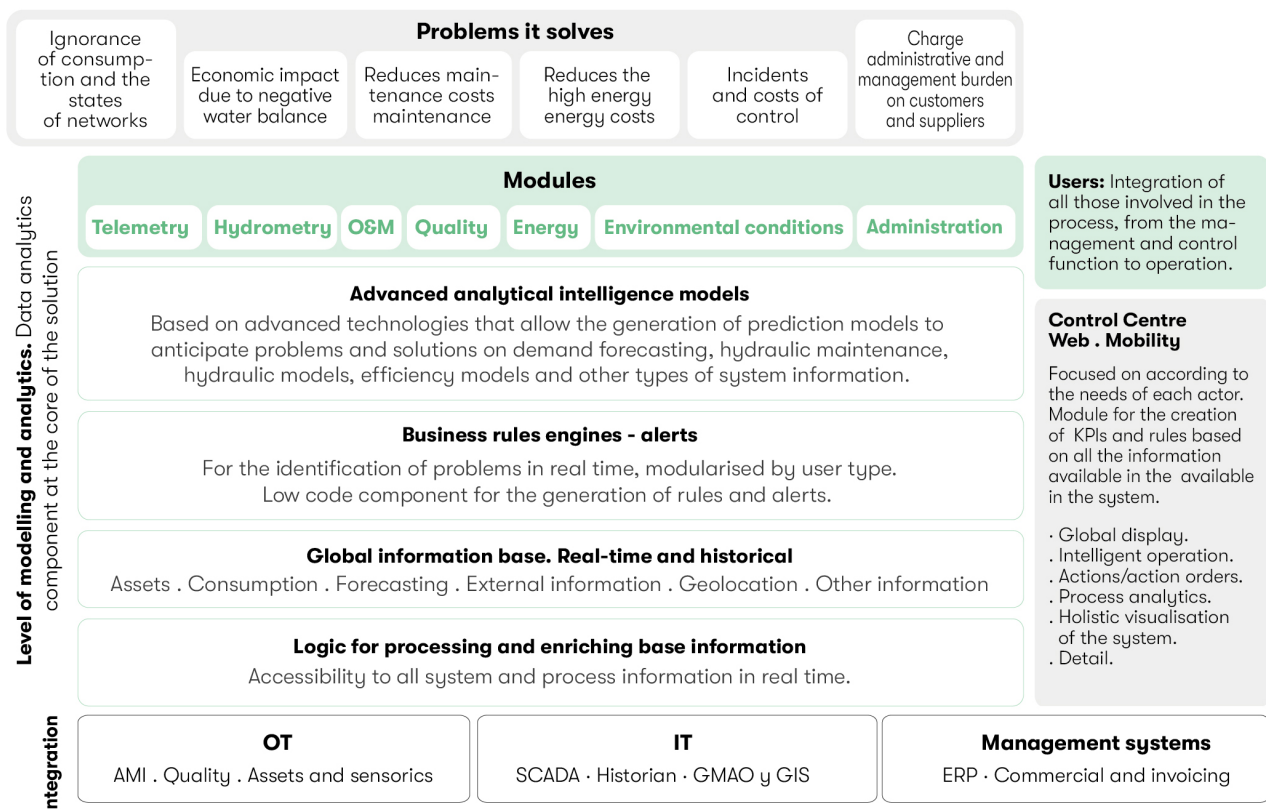 Problems it solves
Ignorance
of consump-
tion and the
states
of networks
Economic impact
due to negative
water balance
Reduces main-
tenance costs
maintenance
Reduces the
high energy
energy costs
Incidents
and costs of
control
Charge
administrative and
management burden
on customers
and suppliers
Level of modelling and analytics. Data analytics
component at the core of the solution
Modules
Telemetry
Hydrometry
O&M
Quality
Energy
Environmental conditions
Administration
Advanced analytical intelligence models
Based on advanced technologies that allow the generation of prediction models to
anticipate problems and solutions on demand forecasting, hydraulic maintenance,
hydraulic models, efficiency models and other types of system information.
Business rules engines - alerts
For the identification of problems in real time, modularised by user type.
Low code component for the generation of rules and alerts.
Global information base. Real-time and historical
Assets . Consumption . Forecasting . External information . Geolocation . Other information
Logic for processing and enriching base information
Accessibility to all system and process information in real time.
Users: Integration of
all those involved in the
process, from the ma-
nagement and control
function to operation.
Control Centre
Web . Mobility
Focused on according to
the needs of each actor.
Module for the creation
of KPIs and rules based
on all the information
available in the available
in the system.
· Global display.
. Intelligent operation.
. Actions/action orders.
. Process analytics.
. Holistic visualisation
of the system.
. Detail.
ntegration
OT
AMI . Quality . Assets and sensorics
IT
SCADA · Historian · GMAO y GIS
Management systems
ERP · Commercial and invoicing